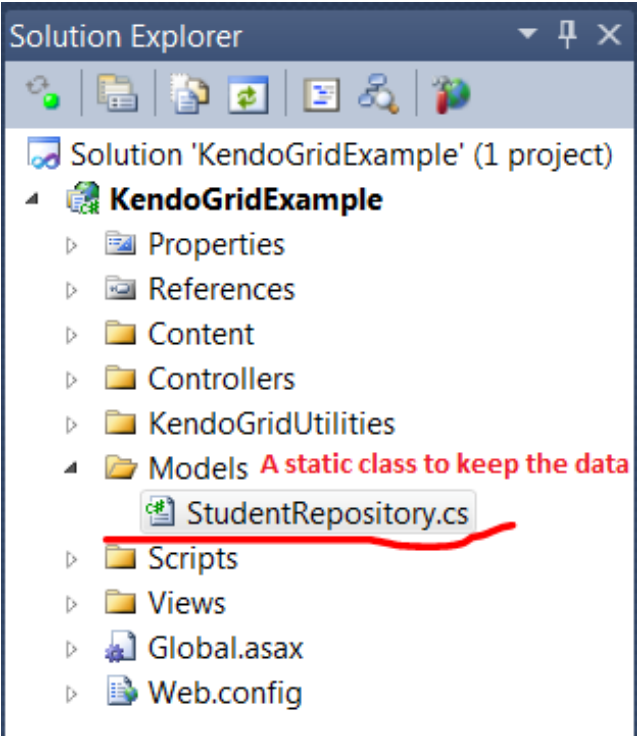 Solution Explorer
Solution 'KendoGridExample' (1 project)
KendoGridExample
Properties
References
Content
Controllers
KendoGridUtilities
Models A static class to keep the data
StudentRepository.cs
Scripts
Views
Global.asax
Web.config